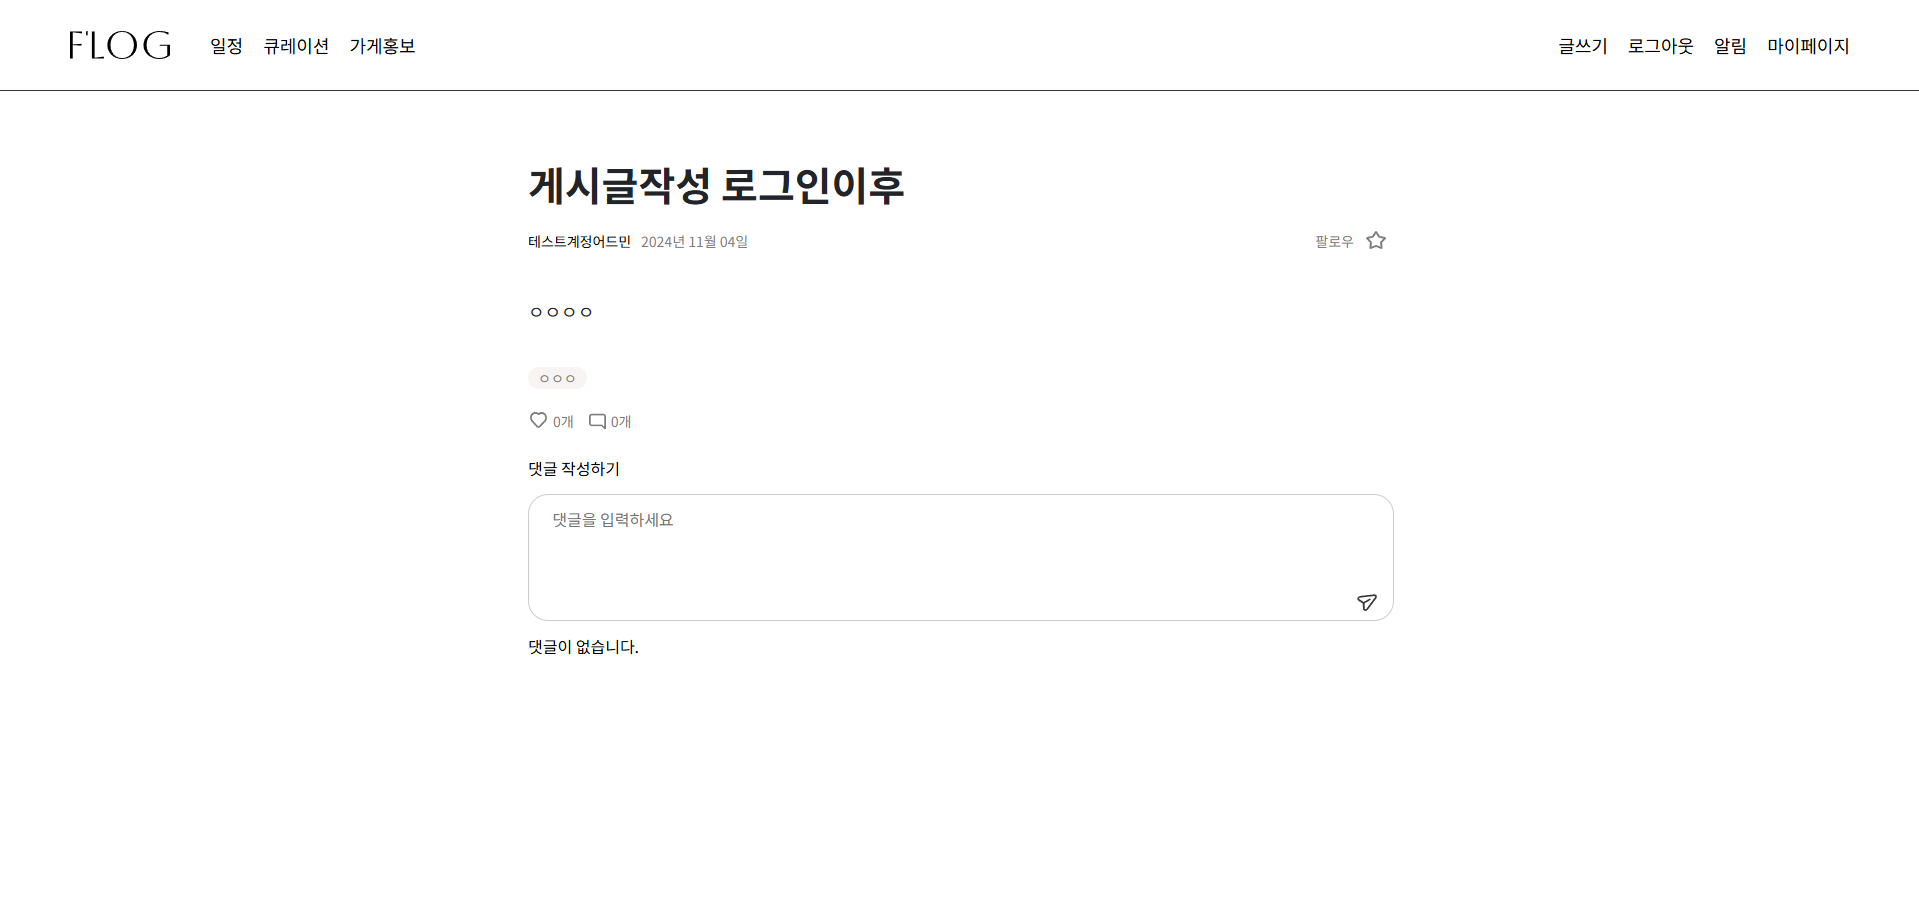 F'LOG 일정 큐레이션 가게홍보 글쓰기 로그아웃 알림 마이페이지
게시글작성 로그인이후
테스트계정어드민 2024년 11월 04일 팔로우
ㅇㅇㅇㅇ
ㅇㅇㅇ
0개 0개
댓글 작성하기
댓글을 입력하세요
댓글이 없습니다.